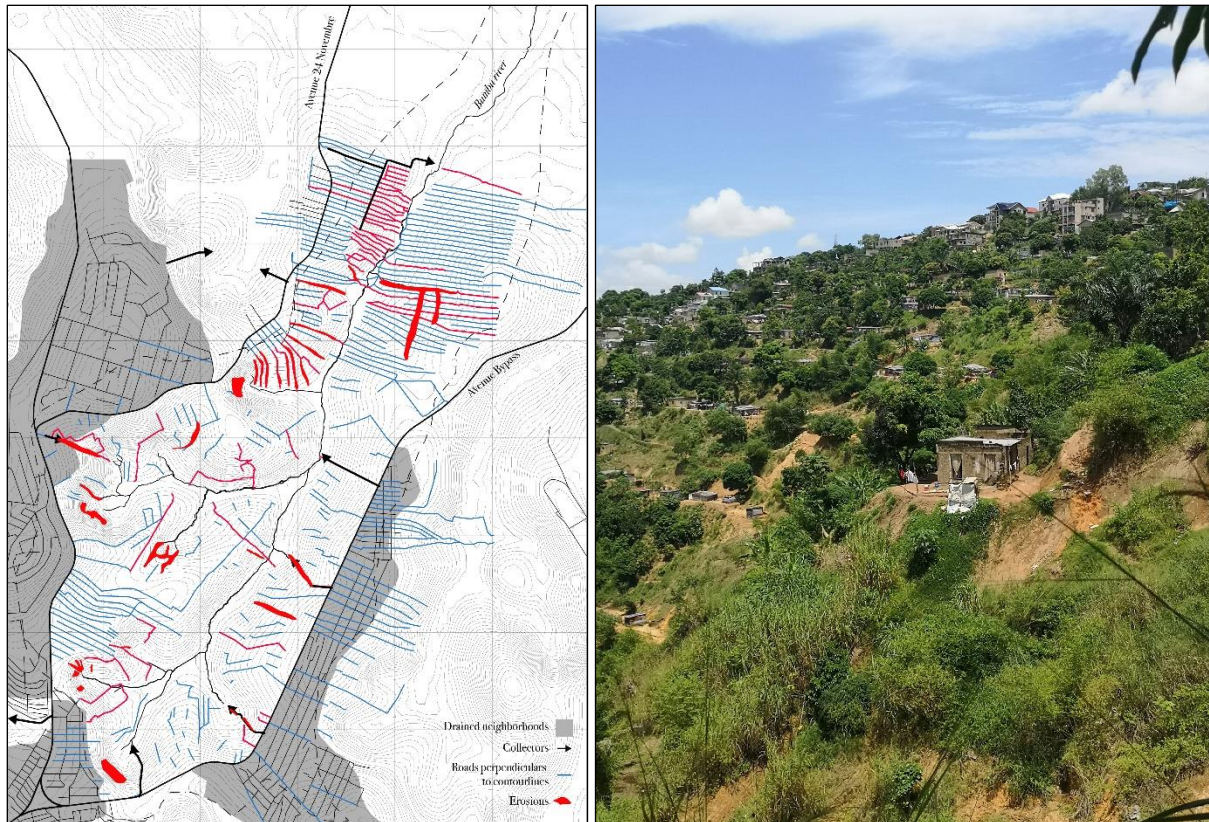 Avenue 24 Novembre
Bumbu river
Avenue Bypass
Drained neighborhoods
Collectors
Roads perpendiculars
to contourlines
Erosions